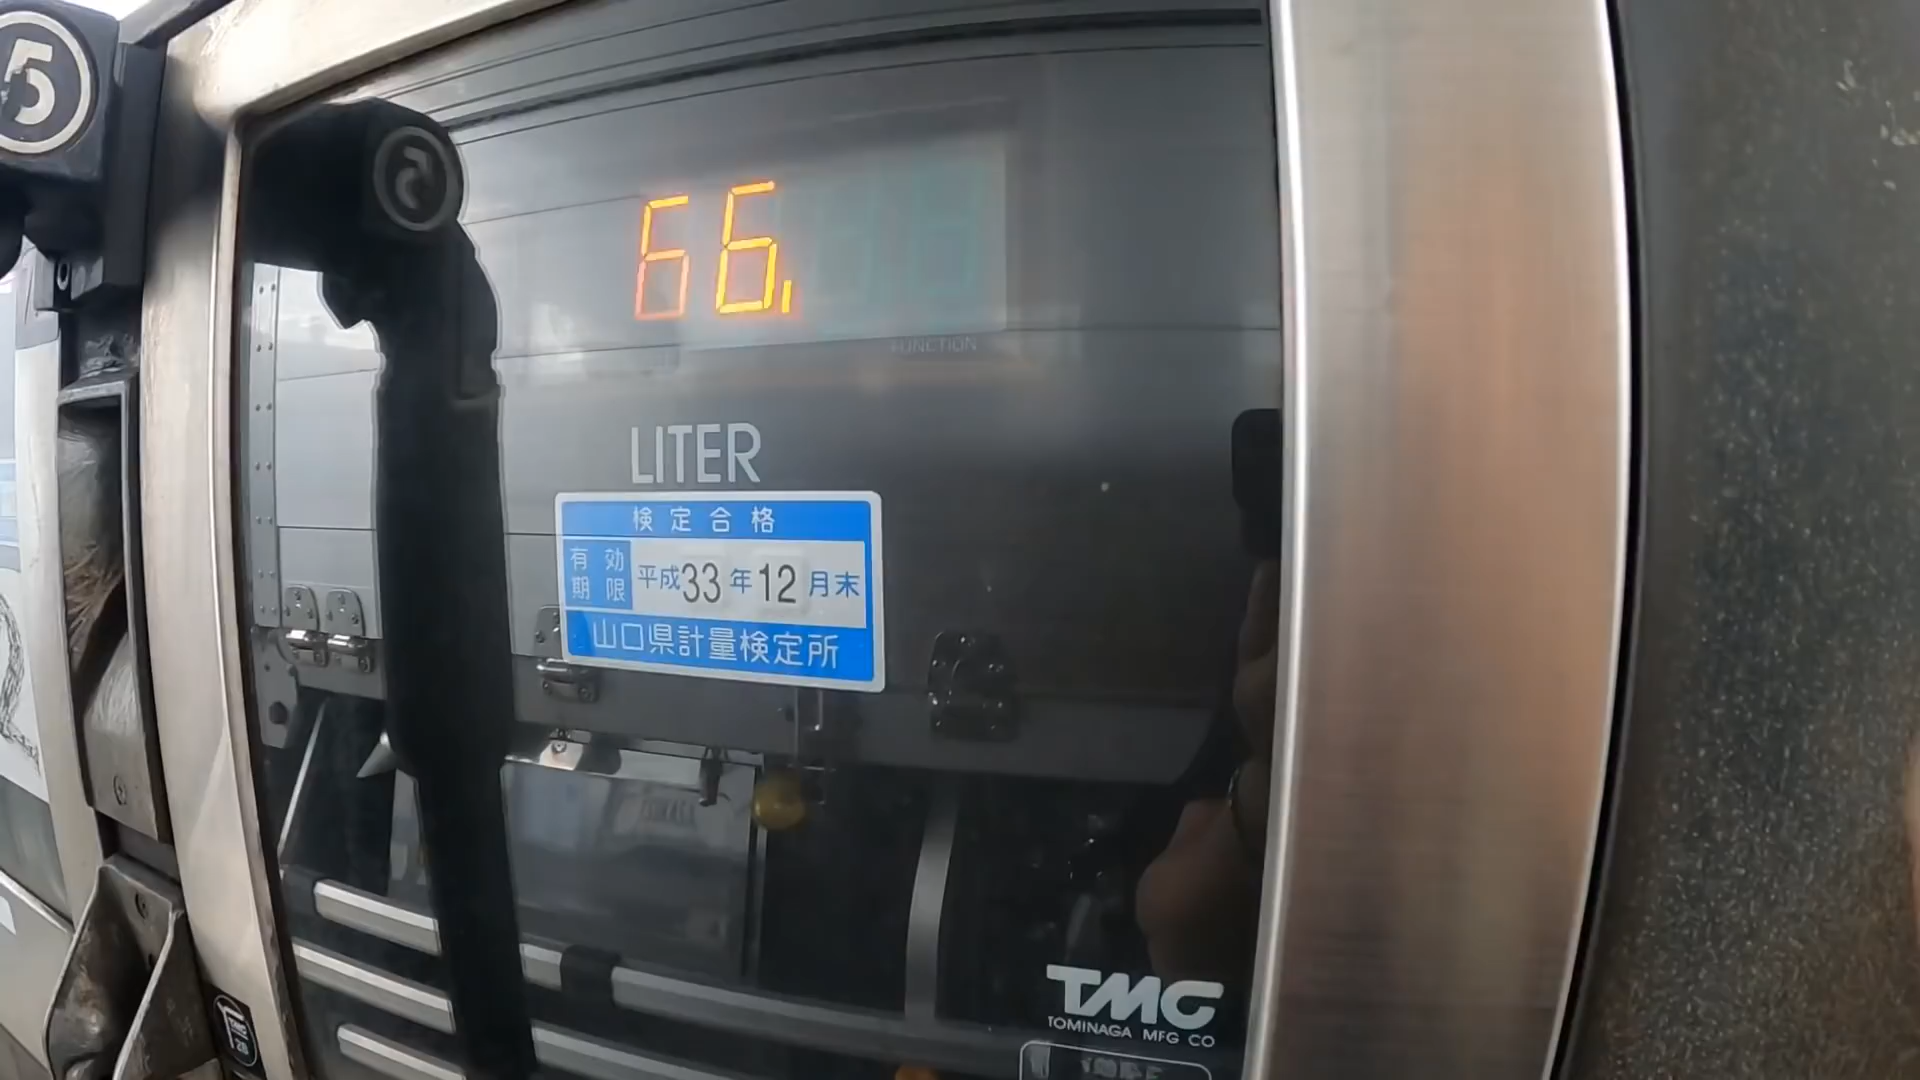 5
66.
FUNCTION
LITER
検定合格
有効期限 平成33年12月末
山口県計量検定所
TMC
TOMINAGA MFG CO